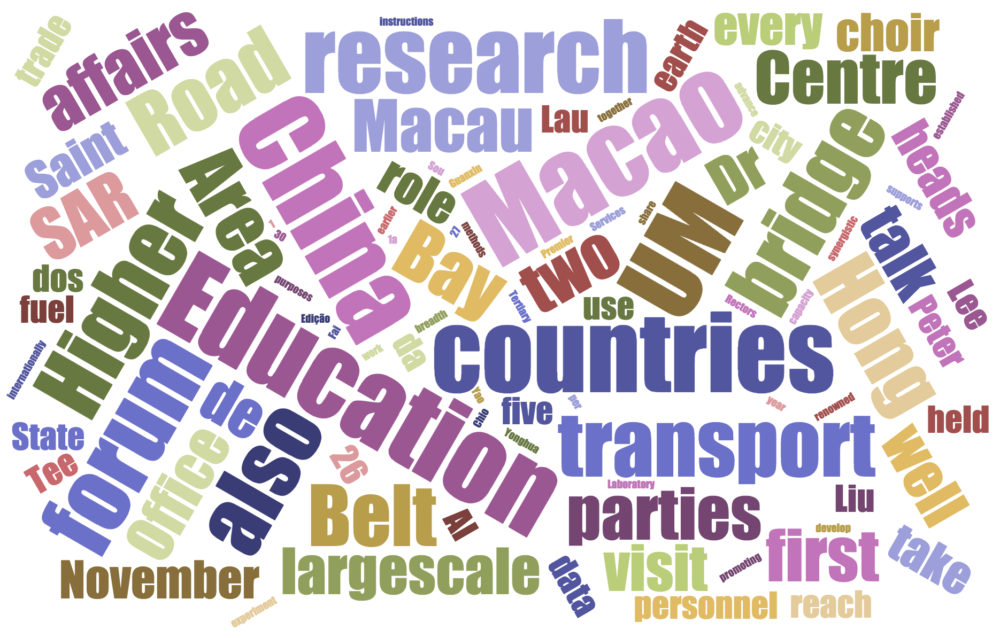 trade
affairs
Road
research
instructions
earth
every
choir
Centre
Saint
SAR
China
Macau
Lau
together
Macao
advance
city
established
heads
Area
role
Sou
Guanxin
Dr
bridge
supports
Higher
1
30
earlier
1a
Bay
27
methods
Premier
Services
share
UM
synergistic
talk
Hong
Lee
Peter
dos
fuel
Education
purposes
Edição
Fai
work
da
breadth
Tertiary
two
use
Rectors
capacity
countries
internationally
forum
de
also
office
State
Tee
26
Yao
Chio
five
Yonghua
per
year
renowned
transport
held
well
Belt
AI
Laboratory
parties
Liu
November
experiment
largescale
data
visit
promoting
develop
first
take
personnel
reach